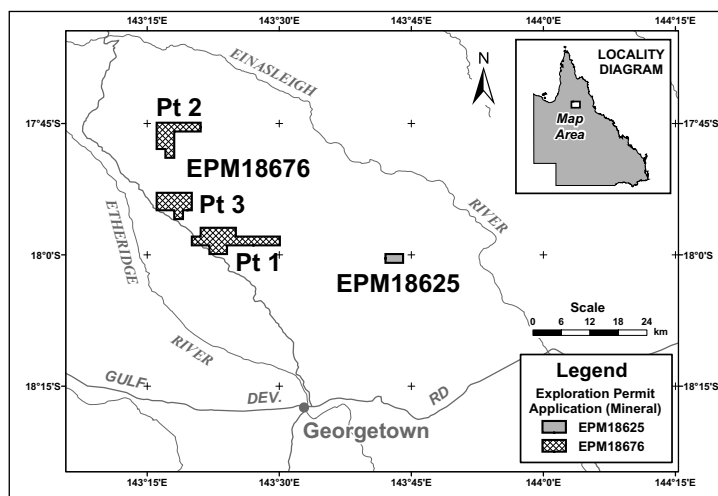 143°15'E
143°30'E
143°45'E
144°0'E
144°15'E
EINASLEIGH
N
LOCALITY
DIAGRAM
Map
Area
17°45'S
Pt 2
17°45'S
EPM18676
Pt 3
ETHERIDGE
RIVER
18°0'S
Pt 1
18°0'S
EPM18625
Scale
0 6 12 18 24
km
RIVER
Legend
Exploration Permit
Application (Mineral)
EPM18625
EPM18676
18°15'S
GULF
DEV.
RD
18°15'S
Georgetown
143°15'E
143°30'E
143°45'E
144°0'E
144°15'E